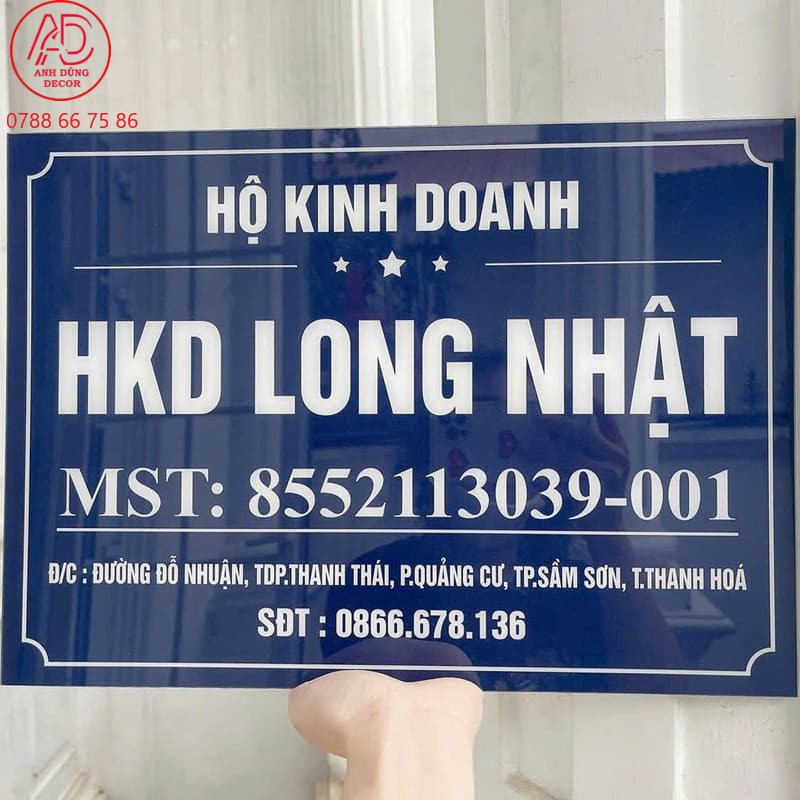 ANH DŨNG
DECOR
0788 66 75 86
HỘ KINH DOANH
HKD LONG NHẬT
MST: 8552113039-001
Đ/C : ĐƯỜNG ĐỖ NHUẬN, TDP.THANH THÁI, P.QUẢNG CƯ, TP.SẦM SƠN, T.THANH HOÁ
SĐT : 0866.678.136